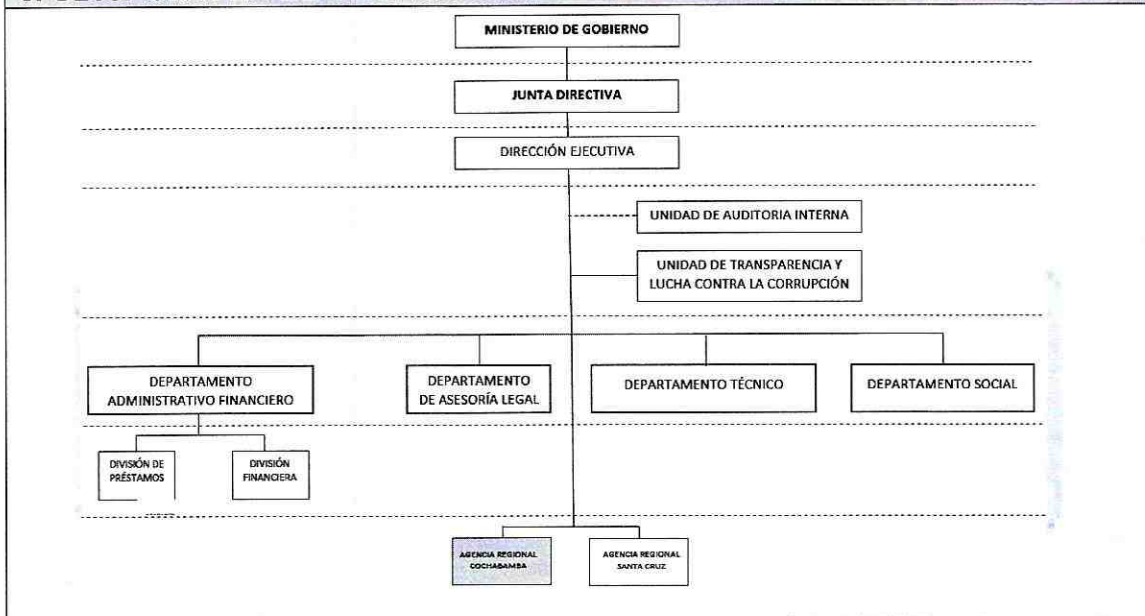 MINISTERIO DE GOBIERNO
JUNTA DIRECTIVA
DIRECCIÓN EJECUTIVA
UNIDAD DE AUDITORIA INTERNA
UNIDAD DE TRANSPARENCIA Y
LUCHA CONTRA LA CORRUPCIÓN
DEPARTAMENTO
ADMINISTRATIVO FINANCIERO
DEPARTAMENTO
DE ASESORÍA LEGAL
DEPARTAMENTO TÉCNICO
DEPARTAMENTO SOCIAL
DIVISIÓN DE
PRÉSTAMOS
DIVISIÓN
FINANCIERA
AGENCIA REGIONAL
COCHABAMBA
AGENCIA REGIONAL
SANTA CRUZ